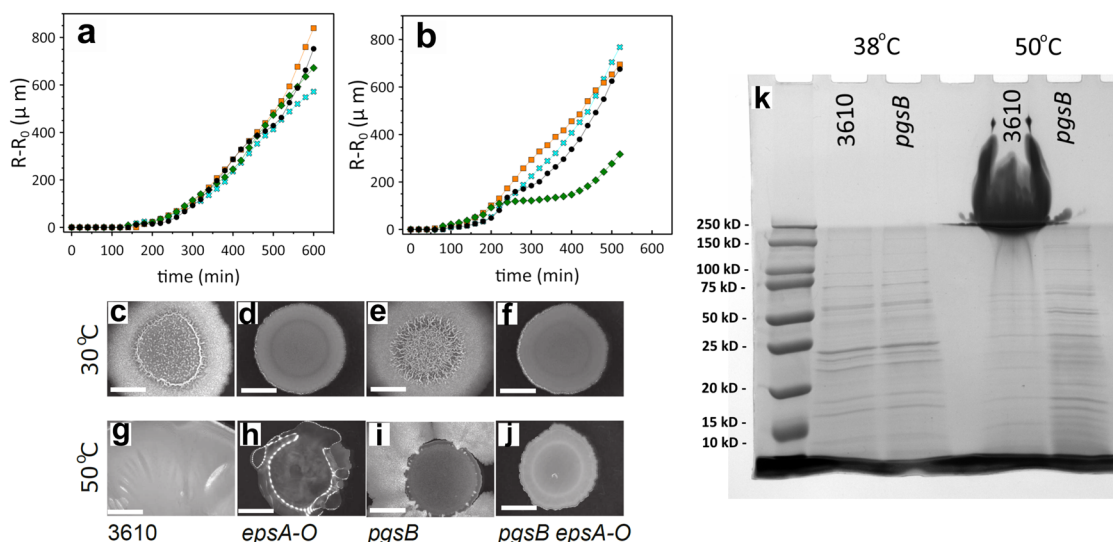 a
b
800
600
400
200
0
R-R₀ (μ m)
0 100 200 300 400 500 600
time (min)
800
600
400
200
0
R-R₀ (μ m)
0 100 200 300 400 500 600
time (min)
30°C
c
d
e
f
50°C
g
h
i
j
3610
epsA-O
pgsB
pgsB epsA-O
38°C
50°C
k
3610
pgsB
3610
pgsB
250 kD -
150 kD -
100 kD -
75 kD -
50 kD -
25 kD -
20 kD -
15 kD -
10 kD -